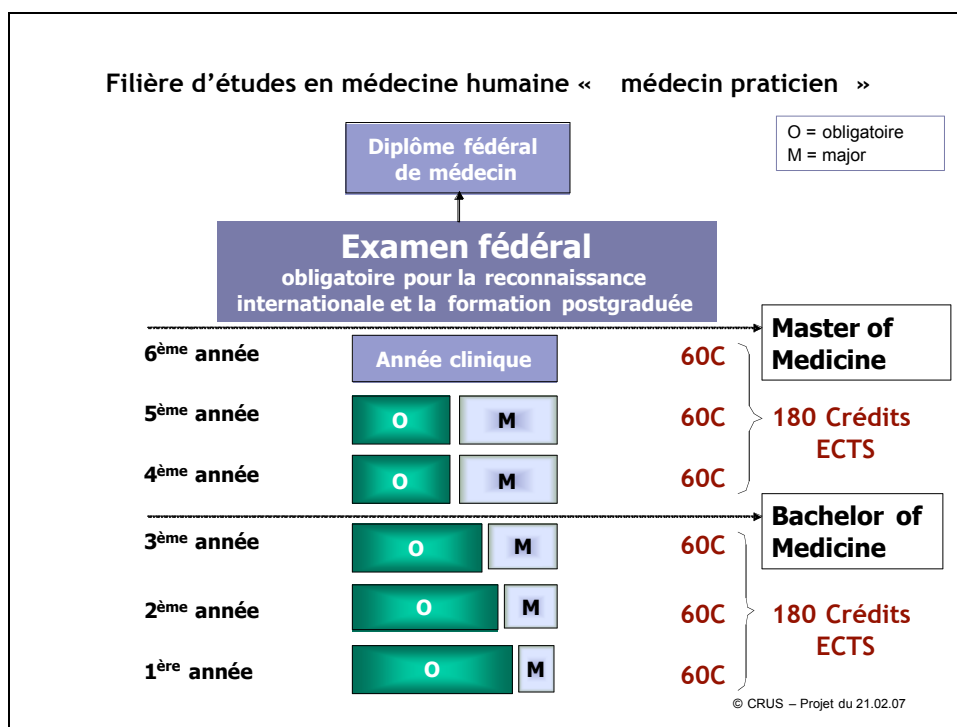 Filière d'études en médecine humaine « médecin praticien »
O = obligatoire
M = major
Diplôme fédéral
de médecin
Examen fédéral
obligatoire pour la reconnaissance
internationale et la formation postgraduée
Master of
Medicine
6ème année
Année clinique
60C
5ème année
O
M
60C
180 Crédits
ECTS
4ème année
O
M
60C
Bachelor of
Medicine
3ème année
O
M
60C
2ème année
O
M
60C
180 Crédits
ECTS
1ère année
O
M
60C
© CRUS – Projet du 21.02.07